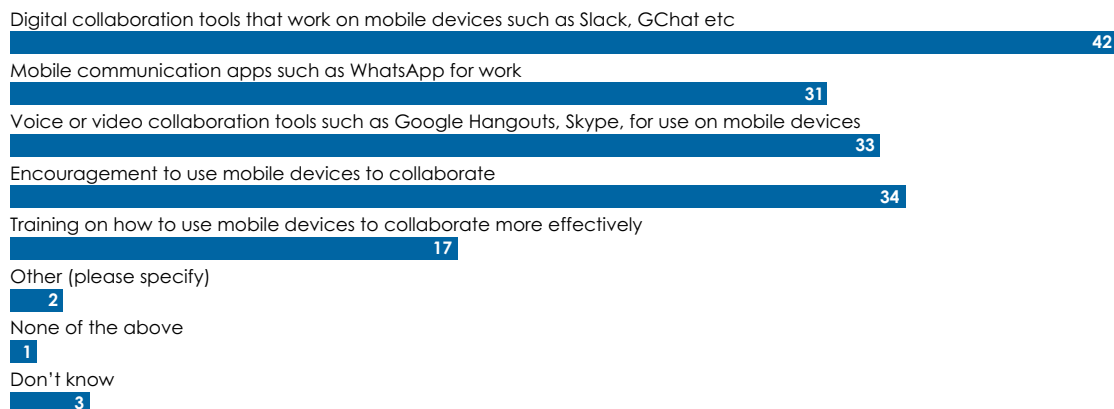 Digital collaboration tools that work on mobile devices such as Slack, GChat etc
42
Mobile communication apps such as WhatsApp for work
31
Voice or video collaboration tools such as Google Hangouts, Skype, for use on mobile devices
33
Encouragement to use mobile devices to collaborate
34
Training on how to use mobile devices to collaborate more effectively
17
Other (please specify)
2
None of the above
1
Don’t know
3